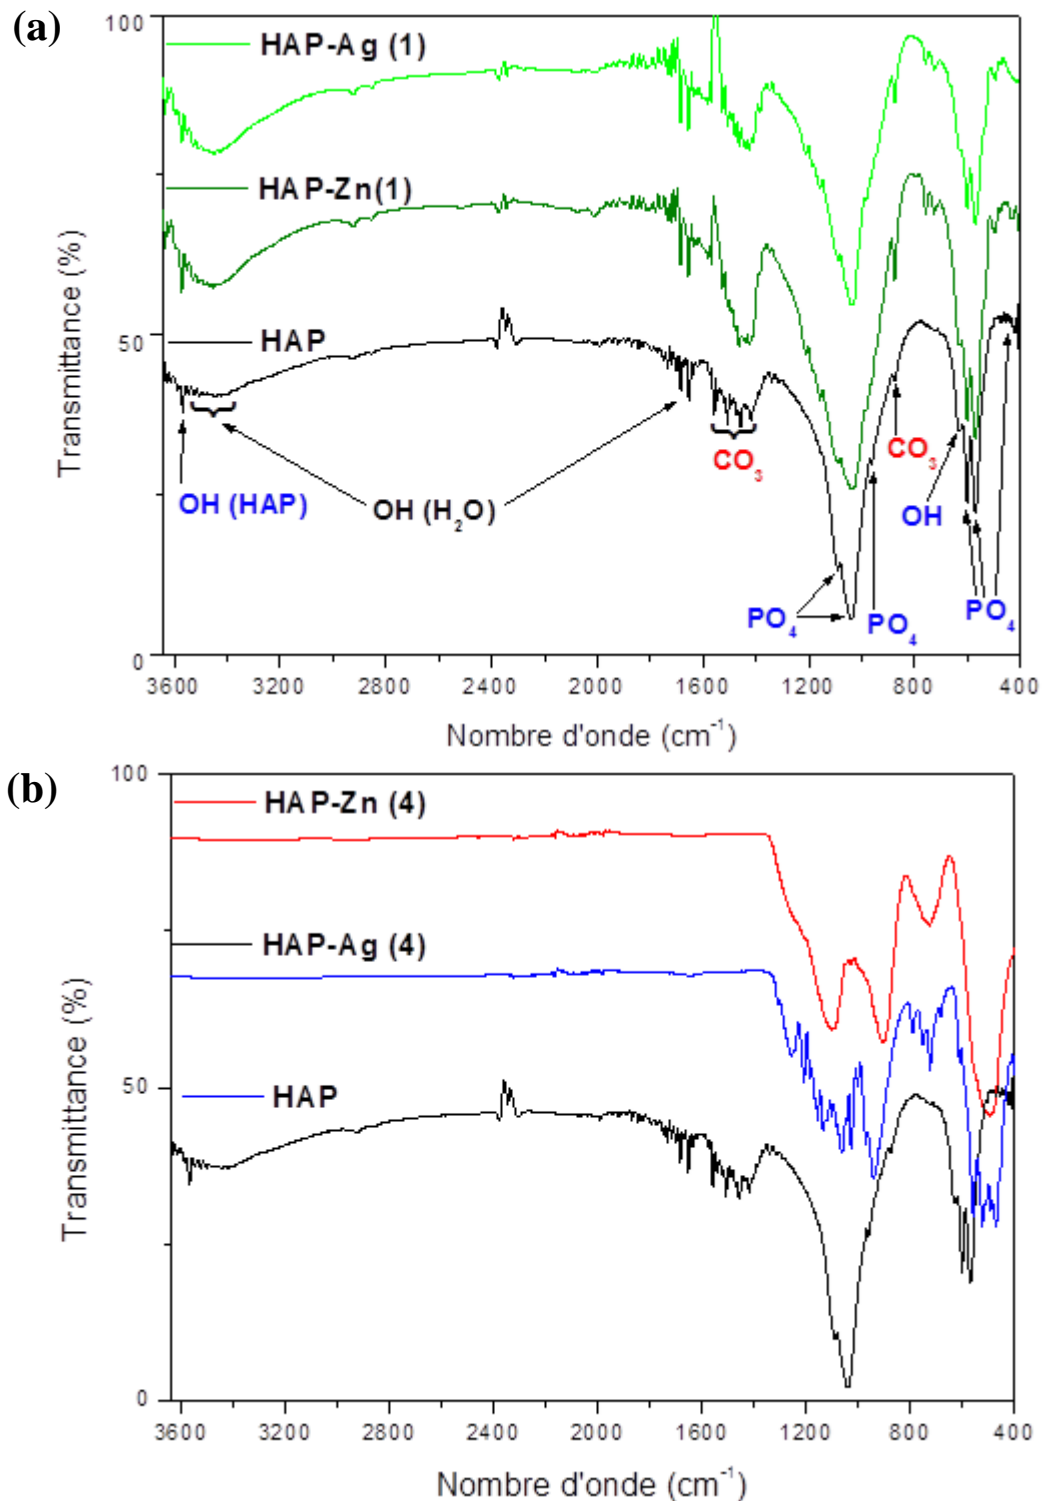 (a)
100
HAP-Ag (1)
HAP-Zn(1)
HAP
50
0
Transmittance (%)
OH (HAP)
OH (H₂O)
CO₃
CO₃
OH
PO₄
PO₄
PO₄
3600 3200 2800 2400 2000 1600 1200 800 400
Nombre d'onde (cm⁻¹)
(b)
100
HAP-Zn (4)
HAP-Ag (4)
HAP
50
0
Transmittance (%)
3600 3200 2800 2400 2000 1600 1200 800 400
Nombre d'onde (cm⁻¹)